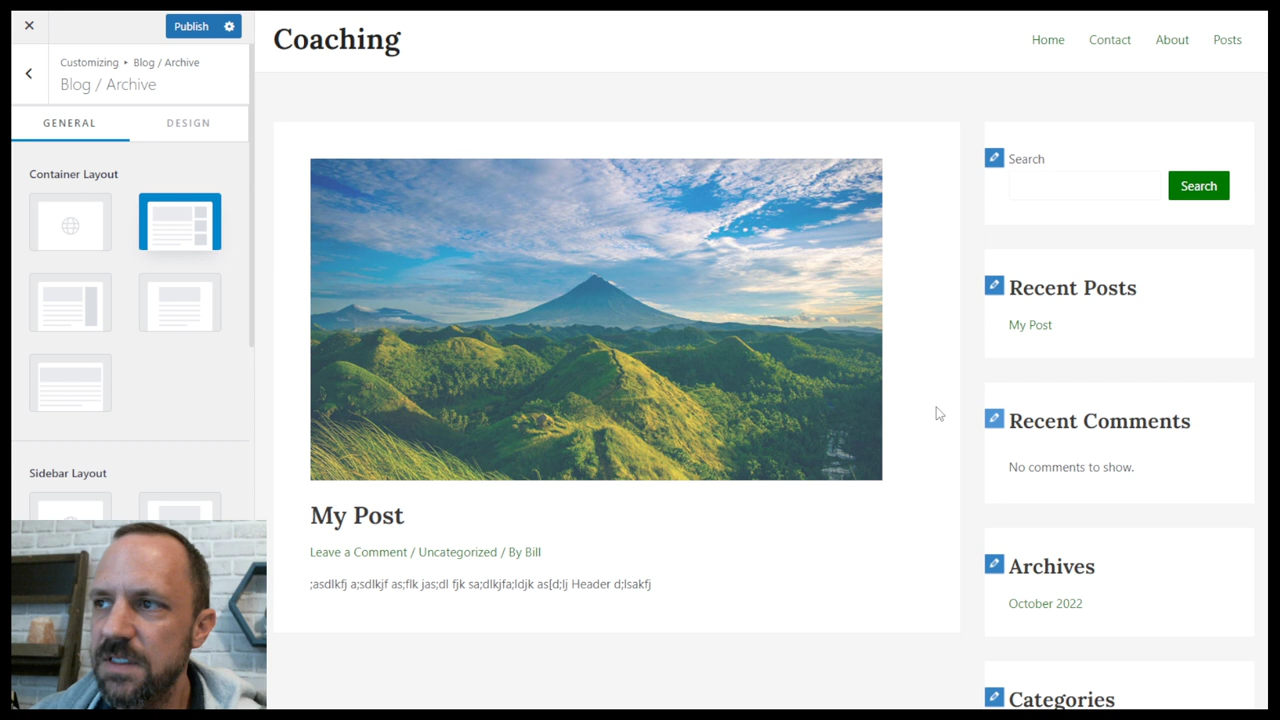 Publish
Customizing ▸ Blog / Archive
Blog / Archive
GENERAL
DESIGN
Container Layout
Sidebar Layout
Coaching
Home
Contact
About
Posts
My Post
Leave a Comment / Uncategorized / By Bill
;asdlkfj a;sdlkjf as;flk jas;dl fjk sa;dlkjfa;ldjk as[d;lj Header d;lsakfj
Search
Search
Recent Posts
My Post
Recent Comments
No comments to show.
Archives
October 2022
Categories